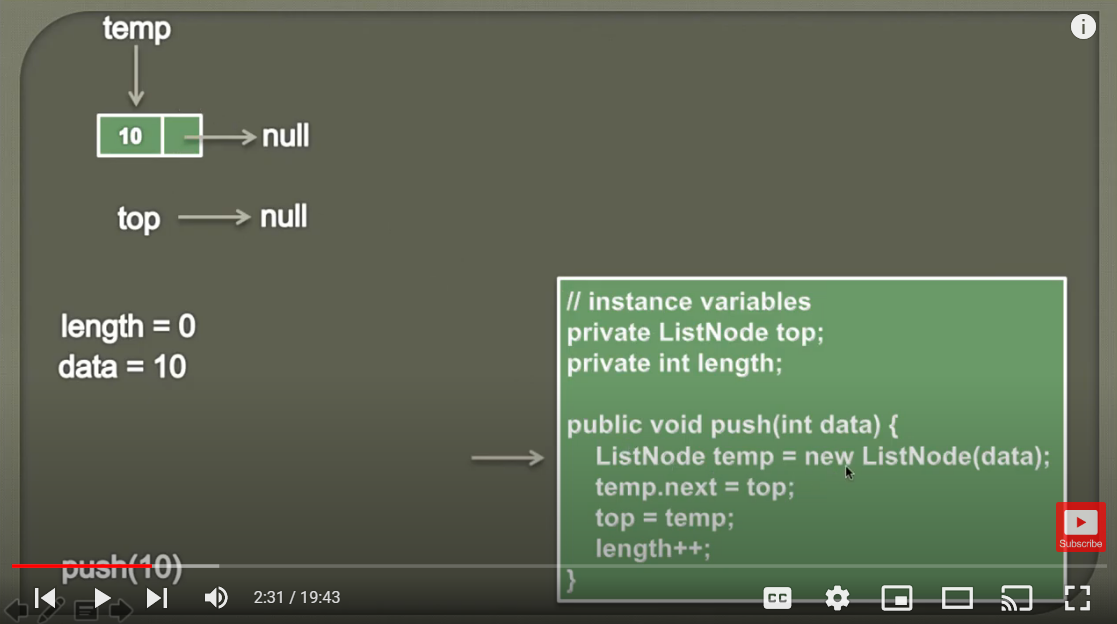 temp
10 null
top null
length = 0
data = 10
push(10)
// instance variables
private ListNode top;
private int length;
public void push(int data) {
ListNode temp = new ListNode(data);
temp.next = top;
top = temp;
length++;
}
i
Subscribe
2:31 / 19:43
CC